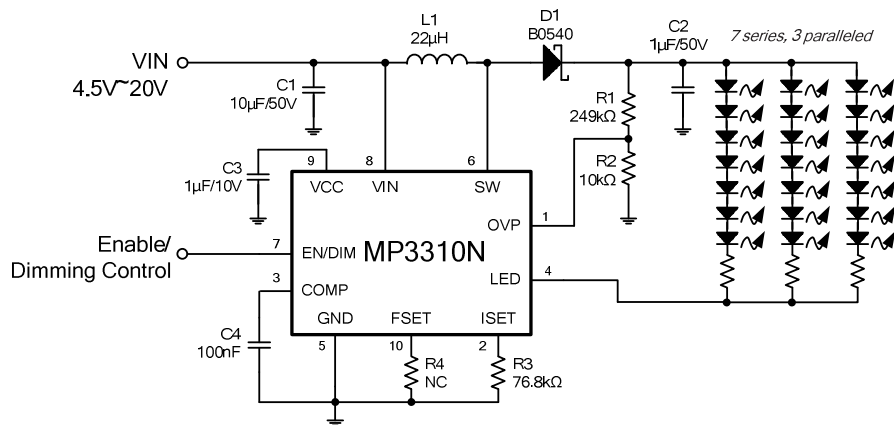 L1
22µH
D1
B0540
C2
1µF/50V
7 series, 3 paralleled
VIN
4.5V~20V
C1
10µF/50V
R1
249kΩ
R2
10kΩ
C3
1µF/10V
9
8
6
VCC
VIN
SW
OVP
1
Enable/
Dimming Control
7
EN/DIM
MP3310N
LED
4
3
COMP
GND
FSET
ISET
5
10
2
C4
100nF
R4
NC
R3
76.8kΩ